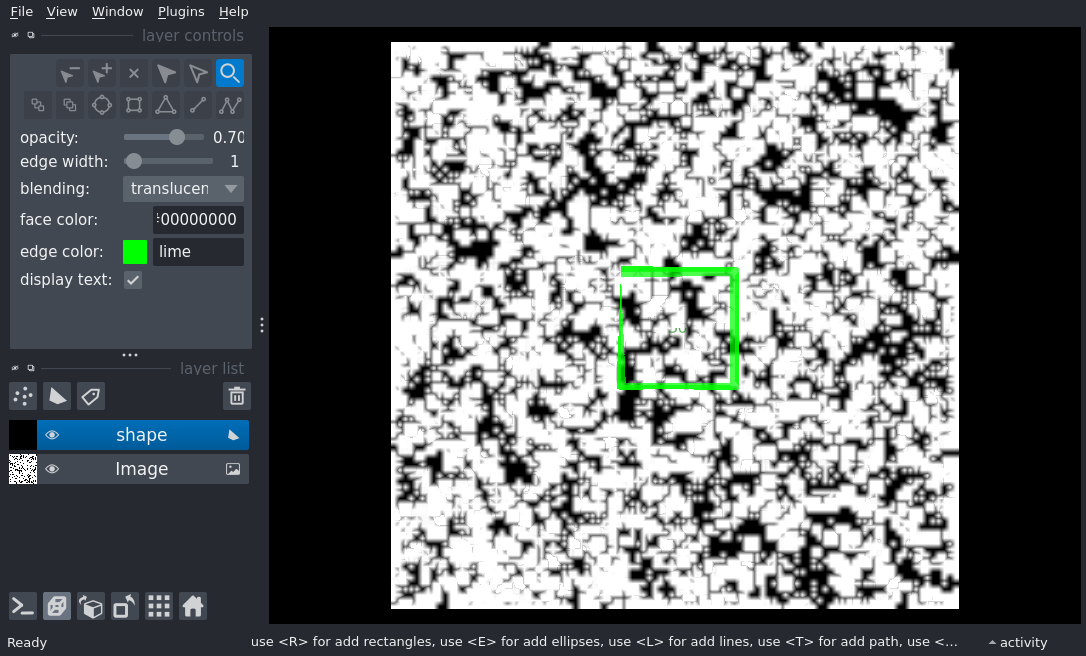 File View Window Plugins Help
layer controls
opacity: 0.70
edge width: 1
blending: translucen
face color: 00000000
edge color: lime
display text:
layer list
shape
Image
Ready
use <R> for add rectangles, use <E> for add ellipses, use <L> for add lines, use <T> for add path, use <...
activity